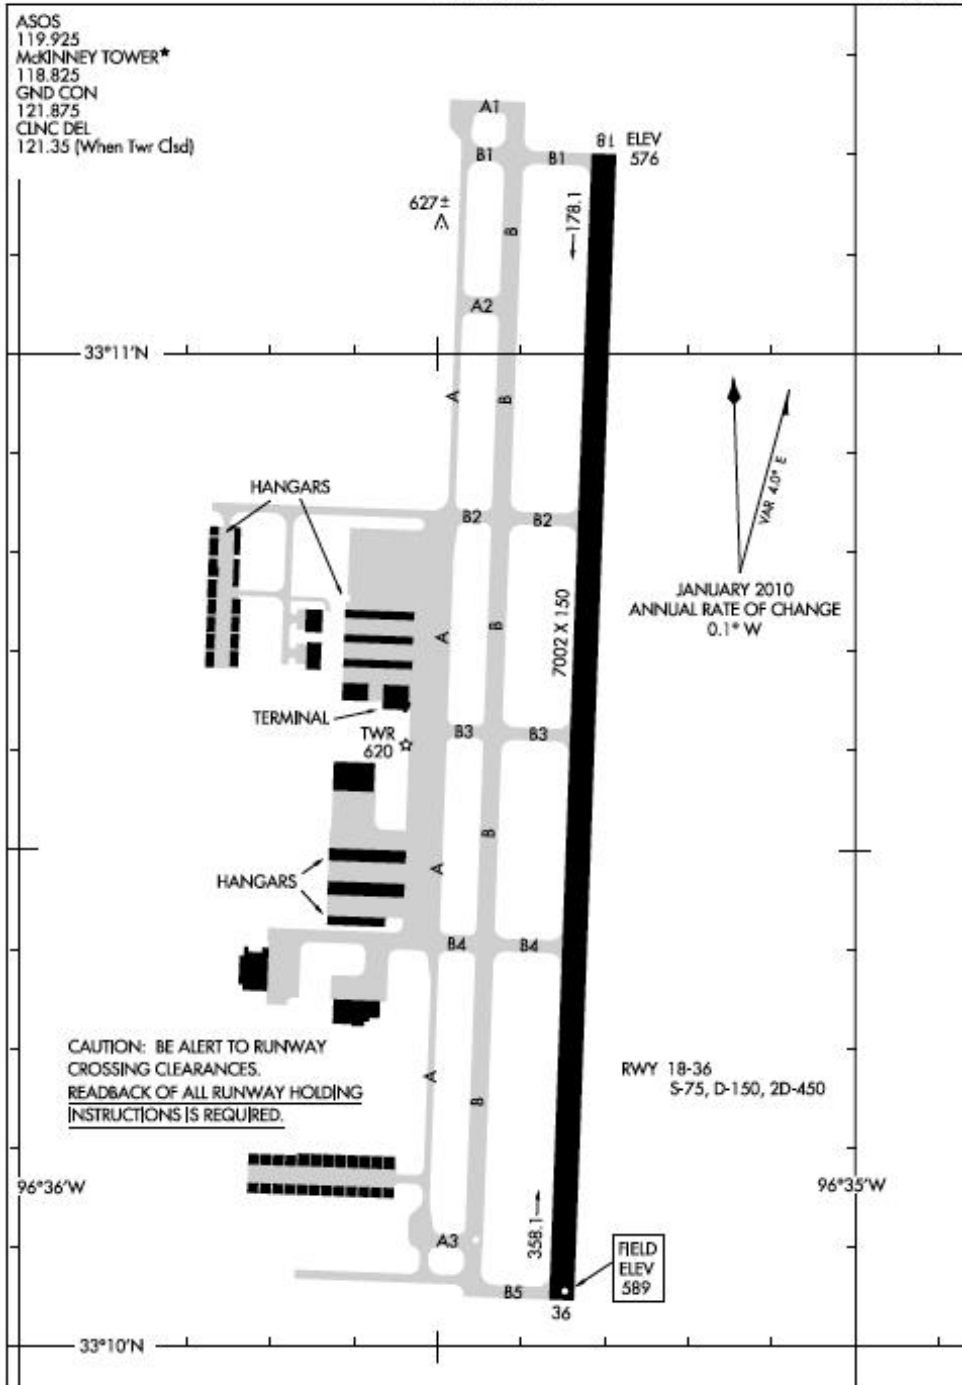 ASOS
119.925
McKINNEY TOWER★
118.825
GND CON
121.875
CLNC DEL
121.35 (When Twr Clsd)
A1
B1
B1
18
ELEV
576
627±
178.1
B
A2
33°11'N
A
B
VAR 4.0° E
HANGARS
B2
B2
JANUARY 2010
ANNUAL RATE OF CHANGE
0.1° W
7002 X 150
A
B
TERMINAL
TWR
620
B3
B3
B
A
HANGARS
B4
B4
CAUTION: BE ALERT TO RUNWAY
CROSSING CLEARANCES.
READBACK OF ALL RUNWAY HOLDING
INSTRUCTIONS IS REQUIRED.
A
B
RWY 18-36
S-75, D-150, 2D-450
96°36'W
96°35'W
358.1
A3
FIELD
ELEV
589
B5
36
33°10'N